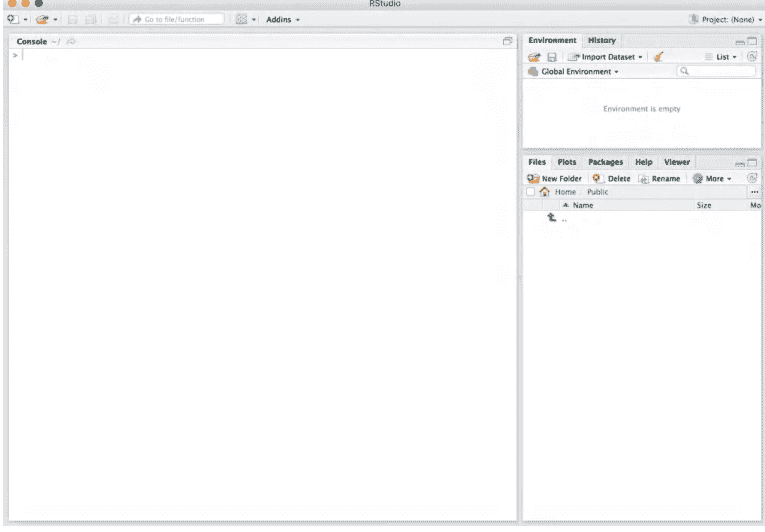 RStudio
Go to file/function
Addins
Project: (None)
Console ~/
>
Environment History
Import Dataset
List
Global Environment
Environment is empty
Files Plots Packages Help Viewer
New Folder Delete Rename More
Home Public
Name Size Mo
..